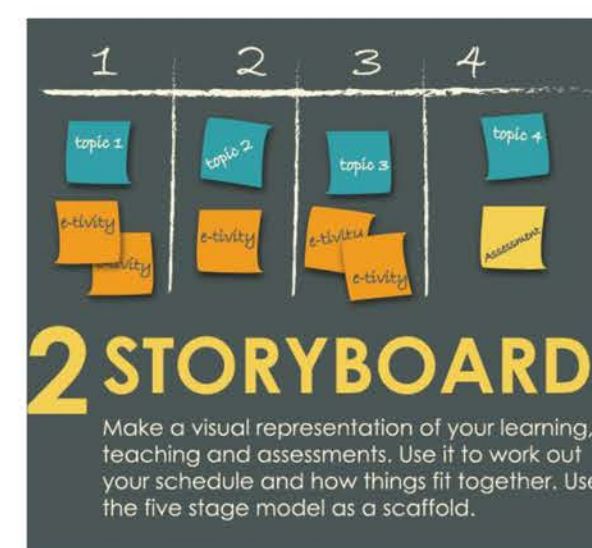 1 2 3 4
topic 1 topic 2 topic 3 topic 4
e-tivity e-tivity e-tivity Assessment
e-tivity e-tivity
2 STORYBOARD
Make a visual representation of your learning,
teaching and assessments. Use it to work out
your schedule and how things fit together. Use
the five stage model as a scaffold.